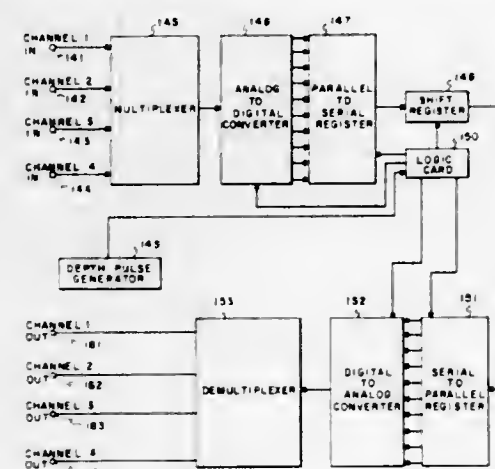 CHANNEL 1
IN
141
CHANNEL 2
IN
142
CHANNEL 3
IN
143
CHANNEL 4
IN
144
145
MULTIPLEXER
146
ANALOG
TO
DIGITAL
CONVERTER
147
PARALLEL
TO
SERIAL
REGISTER
148
SHIFT
REGISTER
150
LOGIC
CARD
145
DEPTH PULSE
GENERATOR
CHANNEL 1
OUT
161
CHANNEL 2
OUT
162
CHANNEL 3
OUT
163
CHANNEL 4
OUT
153
DEMULTIPLEXER
152
DIGITAL
TO
ANALOG
CONVERTER
151
SERIAL
TO
PARALLEL
REGISTER